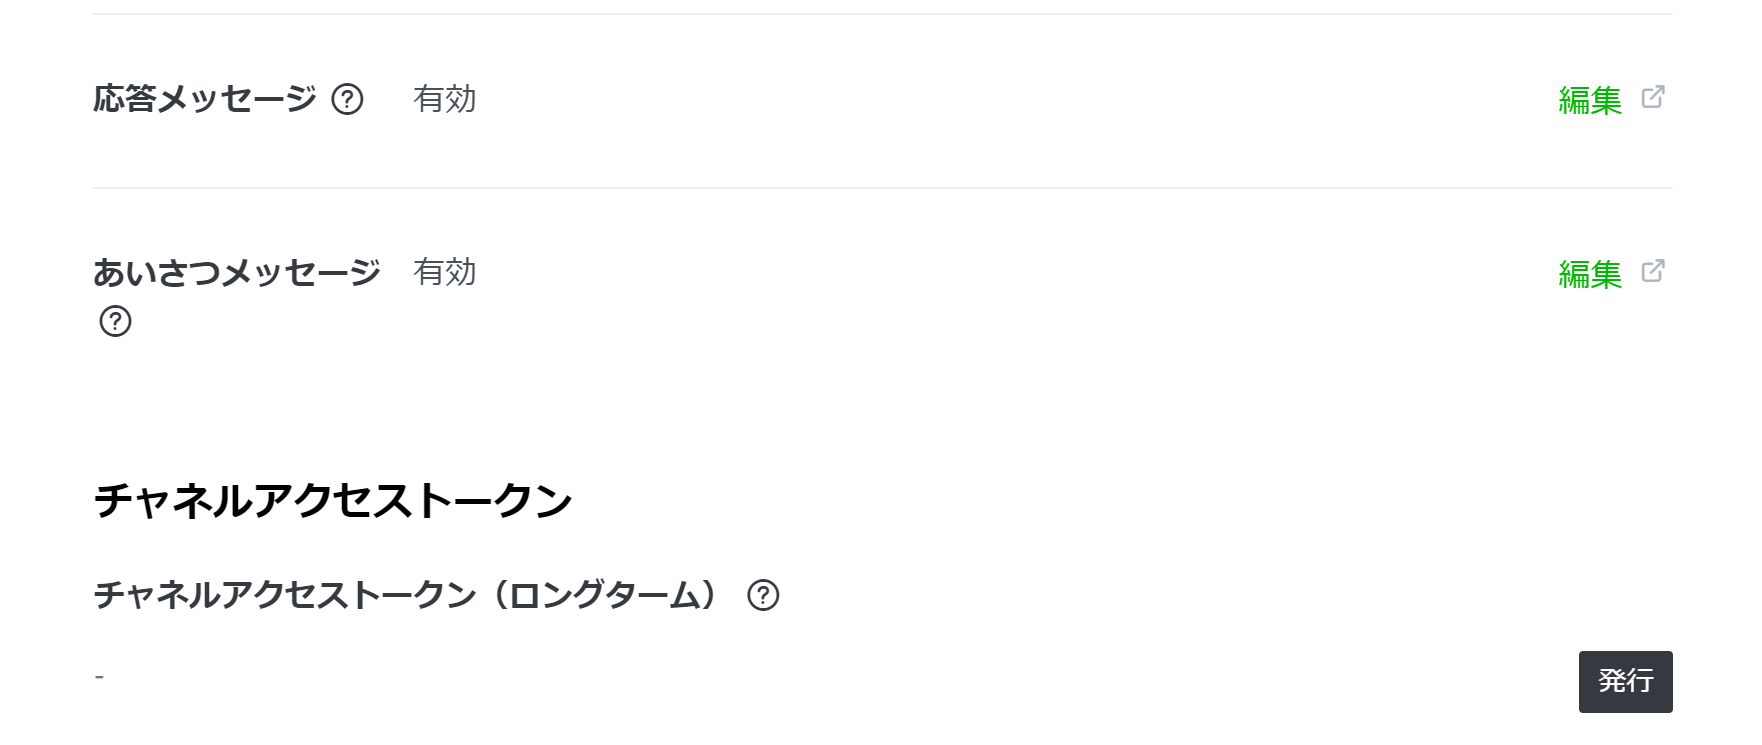 応答メッセージ ? 有効 編集
あいさつメッセージ 有効 編集
?
チャネルアクセストークン
チャネルアクセストークン（ロングターム） ?
- 発行